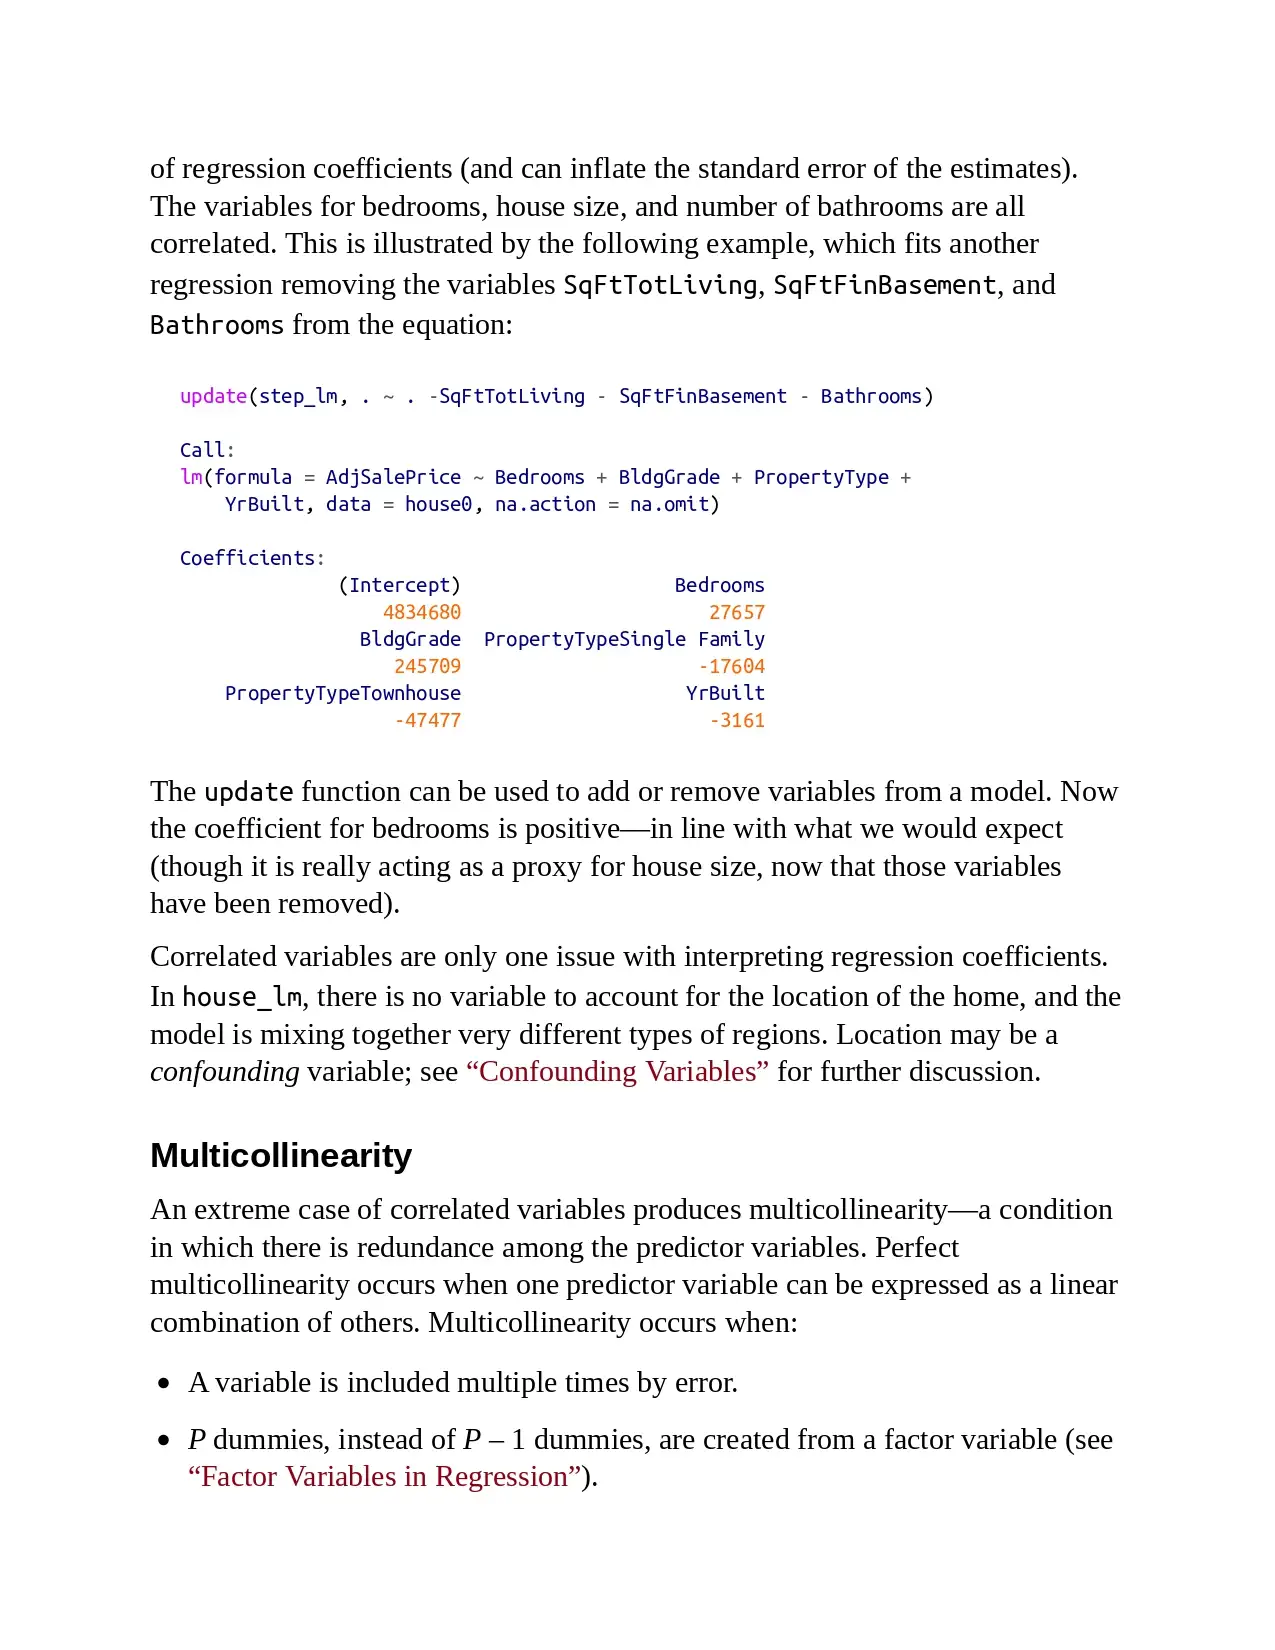 of regression coefficients (and can inflate the standard error of the estimates).
The variables for bedrooms, house size, and number of bathrooms are all
correlated. This is illustrated by the following example, which fits another
regression removing the variables SqFtTotLiving, SqFtFinBasement, and
Bathrooms from the equation:
update(step_lm, . ~ . -SqFtTotLiving - SqFtFinBasement - Bathrooms)
Call:
lm(formula = AdjSalePrice ~ Bedrooms + BldgGrade + PropertyType +
    YrBuilt, data = house0, na.action = na.omit)
Coefficients:
              (Intercept)                   Bedrooms
                  4834680                      27657
                BldgGrade  PropertyTypeSingle Family
                   245709                     -17604
    PropertyTypeTownhouse                    YrBuilt
                   -47477                      -3161
The update function can be used to add or remove variables from a model. Now
the coefficient for bedrooms is positive—in line with what we would expect
(though it is really acting as a proxy for house size, now that those variables
have been removed).
Correlated variables are only one issue with interpreting regression coefficients.
In house_lm, there is no variable to account for the location of the home, and the
model is mixing together very different types of regions. Location may be a
confounding variable; see “Confounding Variables” for further discussion.
Multicollinearity
An extreme case of correlated variables produces multicollinearity—a condition
in which there is redundance among the predictor variables. Perfect
multicollinearity occurs when one predictor variable can be expressed as a linear
combination of others. Multicollinearity occurs when:
• A variable is included multiple times by error.
• P dummies, instead of P – 1 dummies, are created from a factor variable (see
“Factor Variables in Regression”).